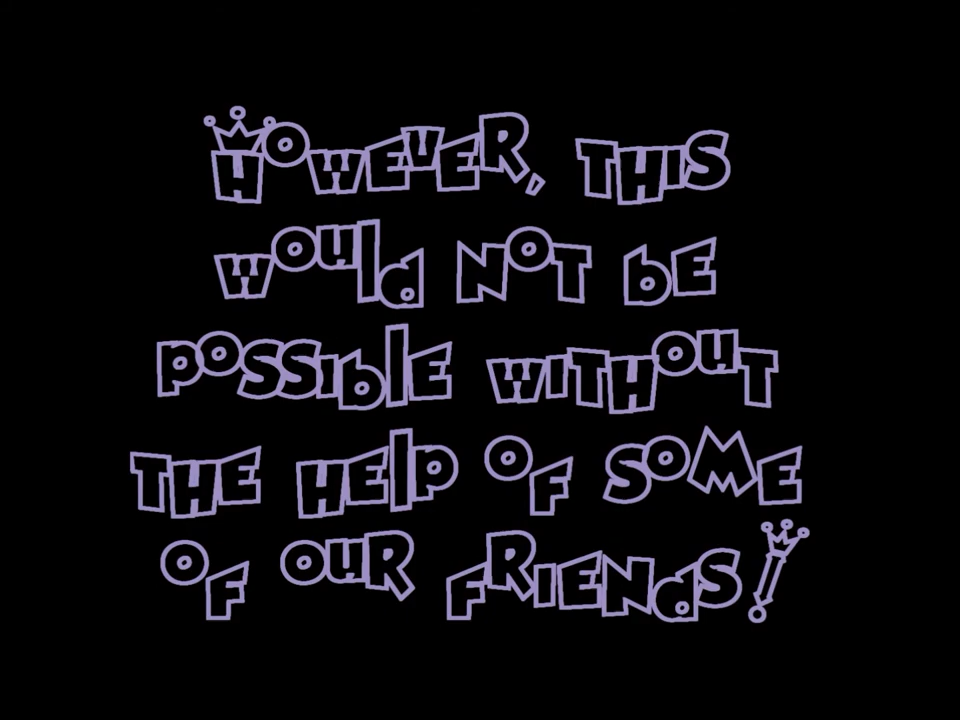 However, this
would not be
possible without
the help of some
of our friends!